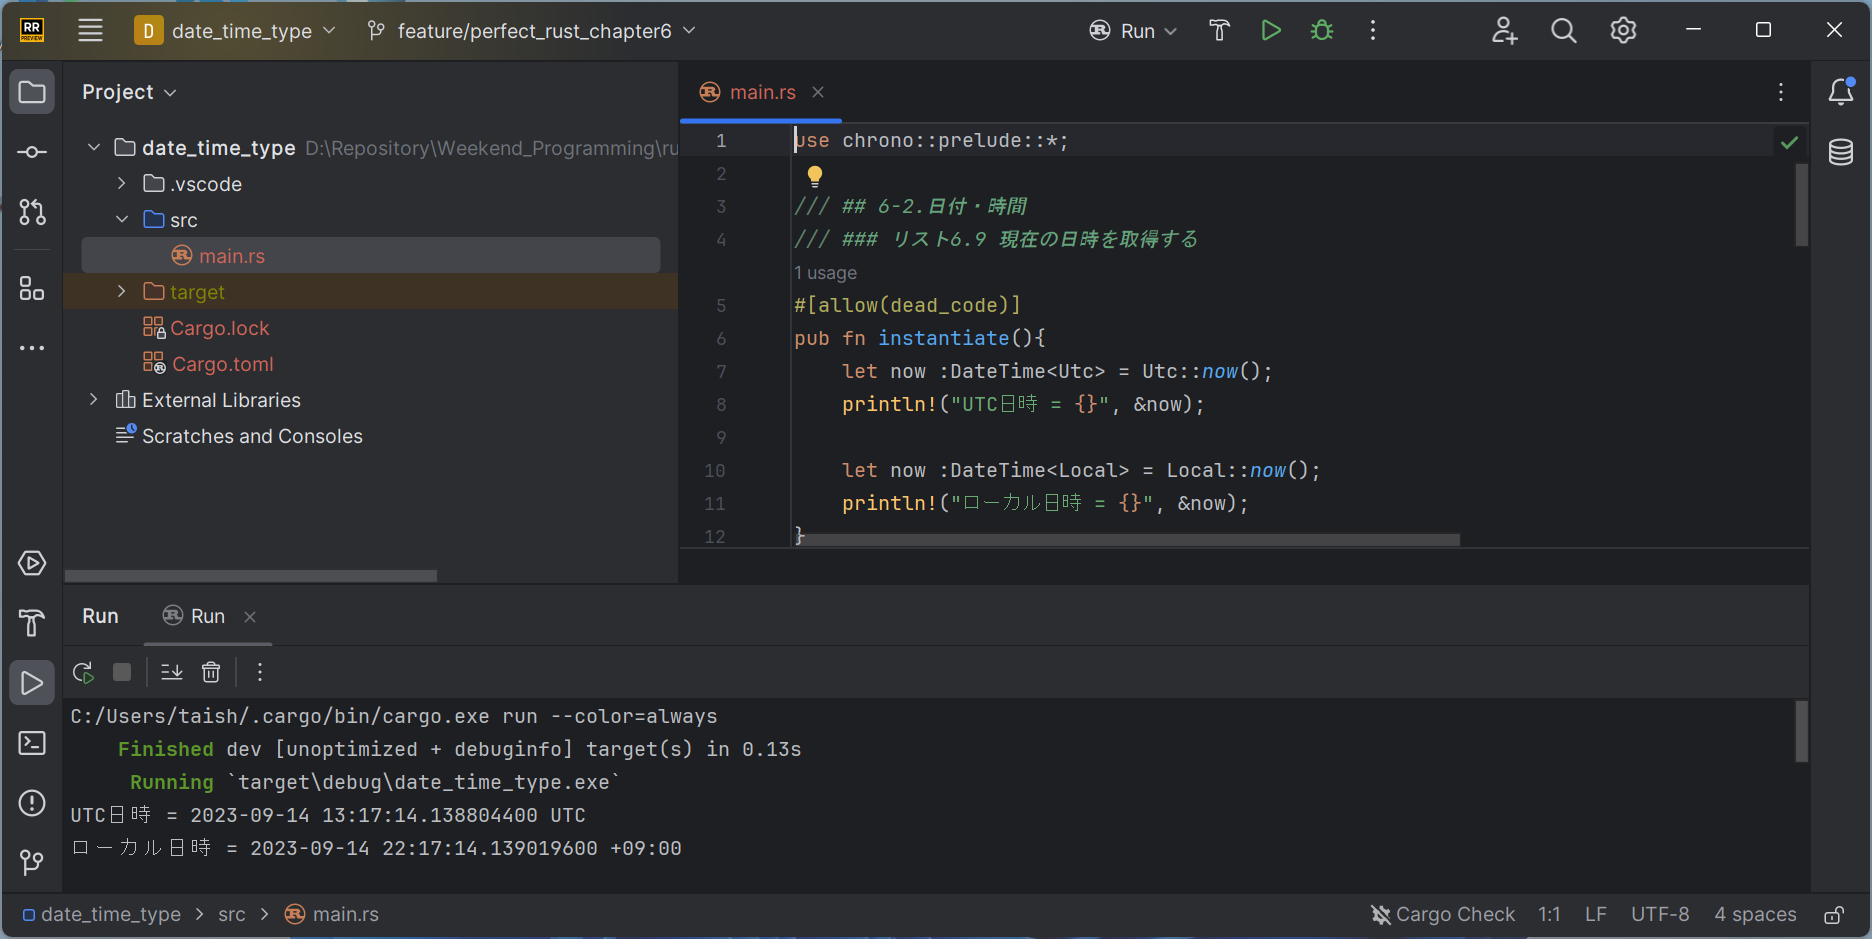 RR
PREVIEW
D date_time_type feature/perfect_rust_chapter6 Run
Project
date_time_type D:\Repository\Weekend_Programming\ru
.vscode
src
main.rs
target
Cargo.lock
Cargo.toml
External Libraries
Scratches and Consoles
main.rs
1 use chrono::prelude::*;
2
3 /// ## 6-2.日付・時間
4 /// ### リスト6.9 現在の日時を取得する
1 usage
5 #[allow(dead_code)]
6 pub fn instantiate(){
7 let now :DateTime<Utc> = Utc::now();
8 println!("UTC日時 = {}", &now);
9
10 let now :DateTime<Local> = Local::now();
11 println!("ローカル日時 = {}", &now);
12 }
Run Run
C:/Users/taish/.cargo/bin/cargo.exe run --color=always
Finished dev [unoptimized + debuginfo] target(s) in 0.13s
Running `target\debug\date_time_type.exe`
UTC日時 = 2023-09-14 13:17:14.138804400 UTC
ローカル日時 = 2023-09-14 22:17:14.139019600 +09:00
date_time_type > src > main.rs
Cargo Check 1:1 LF UTF-8 4 spaces